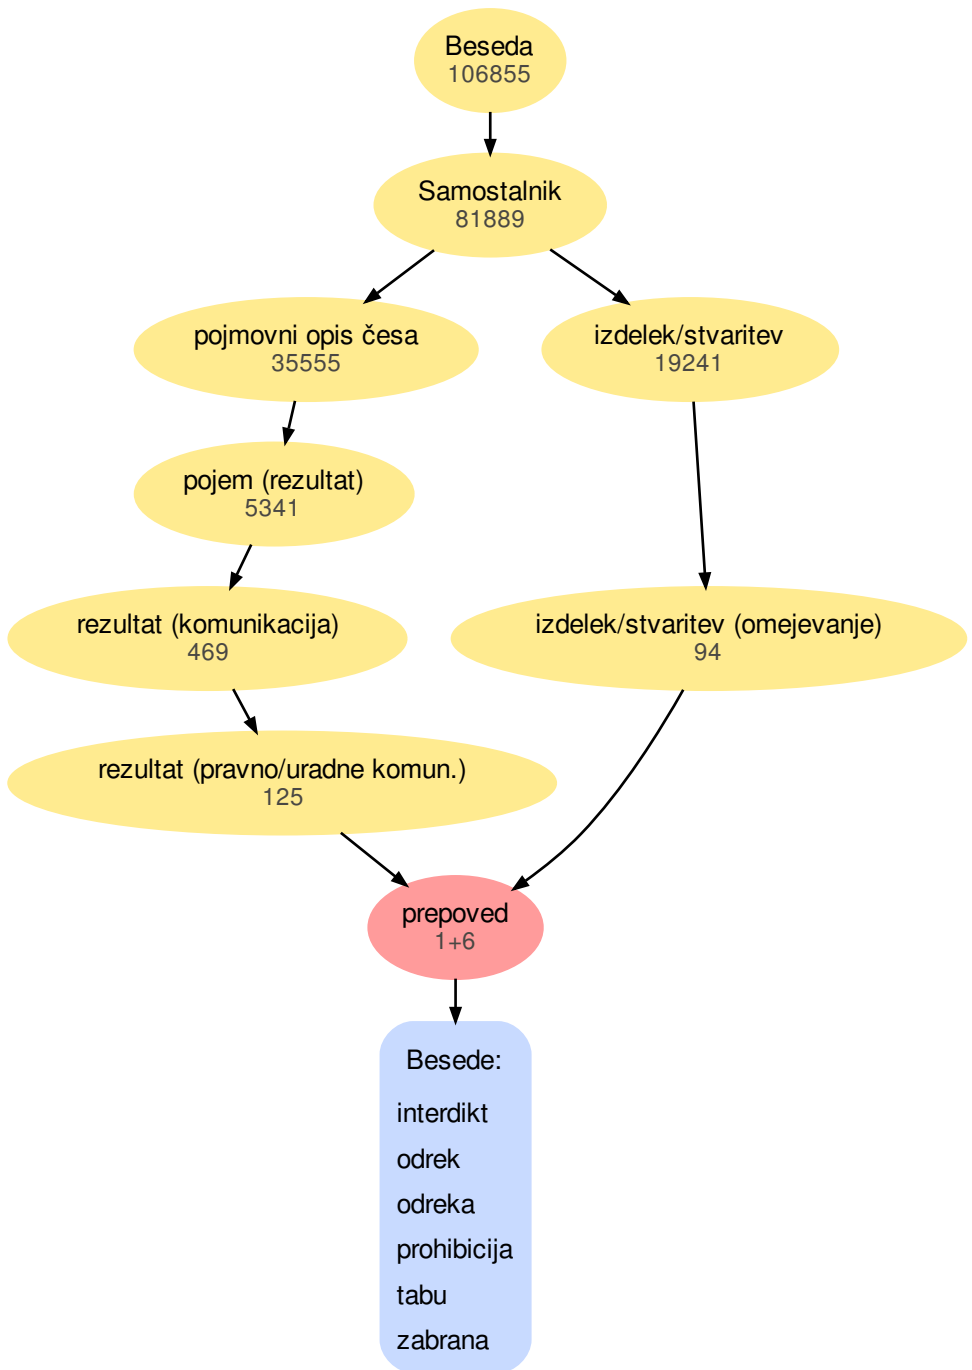 Beseda
106855
Samostalnik
81889
pojmovni opis česa
35555
izdelek/stvaritev
19241
pojem (rezultat)
5341
rezultat (komunikacija)
469
izdelek/stvaritev (omejevanje)
94
rezultat (pravno/uradne komun.)
125
prepoved
1+6
Besede:
interdikt
odrek
odreka
prohibicija
tabu
zabrana